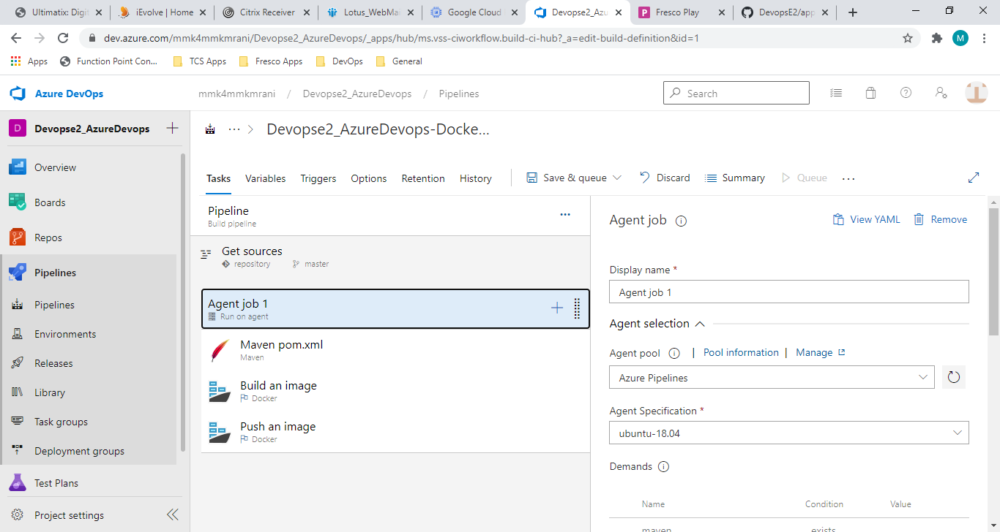 Ultimatix: Digit
iEvolve | Home
Citrix Receiver
Lotus_WebMai
Google Cloud
Devopse2_Azu
Fresco Play
DevopsE2/app
dev.azure.com/mmk4mmkmrani/Devopse2_AzureDevops/_apps/hub/ms.vss-ciworkflow.build-ci-hub?_a=edit-build-definition&id=1
M
Apps
Function Point Con...
TCS Apps
Fresco Apps
DevOps
General
Azure DevOps
mmk4mmkmrani / Devopse2_AzureDevops / Pipelines
Search
D
Devopse2_AzureDevops
Overview
Boards
Repos
Pipelines
Pipelines
Environments
Releases
Library
Task groups
Deployment groups
Test Plans
Project settings
Devopse2_AzureDevops-Docke...
Tasks
Variables
Triggers
Options
Retention
History
Save & queue
Discard
Summary
Queue
Pipeline
Build pipeline
Get sources
repository
master
Agent job 1
Run on agent
Maven pom.xml
Maven
Build an image
Docker
Push an image
Docker
Agent job
View YAML
Remove
Display name *
Agent job 1
Agent selection
Agent pool | Pool information | Manage
Azure Pipelines
Agent Specification *
ubuntu-18.04
Demands
Name Condition Value
maven exists